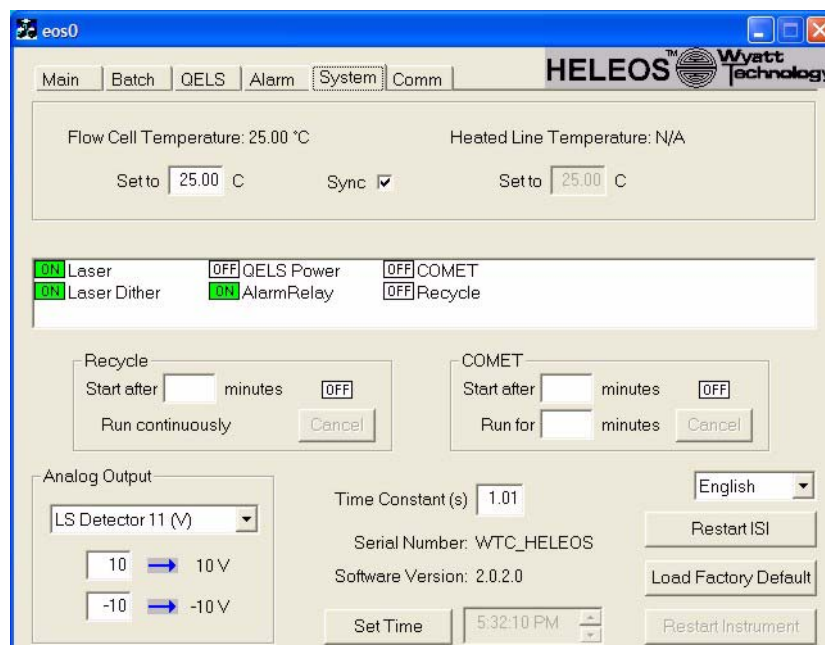 eos0
Main Batch QELS Alarm System Comm
HELEOS™ Wyatt Technology
Flow Cell Temperature: 25.00 °C Heated Line Temperature: N/A
Set to 25.00 C Sync Set to 25.00 C
ON Laser OFF QELS Power OFF COMET
ON Laser Dither ON AlarmRelay OFF Recycle
Recycle
Start after minutes OFF
Run continuously Cancel
COMET
Start after minutes OFF
Run for minutes Cancel
Analog Output
LS Detector 11 (V)
10 10 V
-10 -10 V
Time Constant (s) 1.01
Serial Number: WTC_HELEOS
Software Version: 2.0.2.0
Set Time 5:32:10 PM
English
Restart ISI
Load Factory Default
Restart Instrument